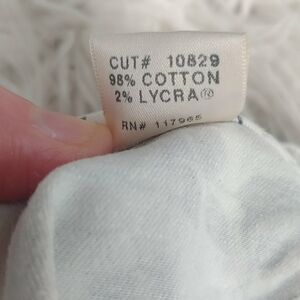 CUT# 10829
98% COTTON
2% LYCRA®
RN# 117965